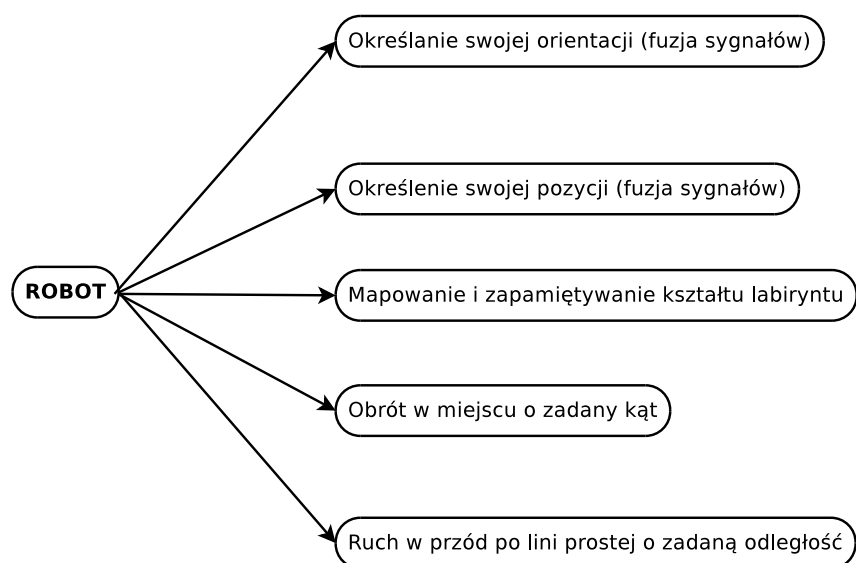 Określanie swojej orientacji (fuzja sygnałów)
Określenie swojej pozycji (fuzja sygnałów)
ROBOT
Mapowanie i zapamiętywanie kształtu labiryntu
Obrót w miejscu o zadany kąt
Ruch w przód po lini prostej o zadaną odległość